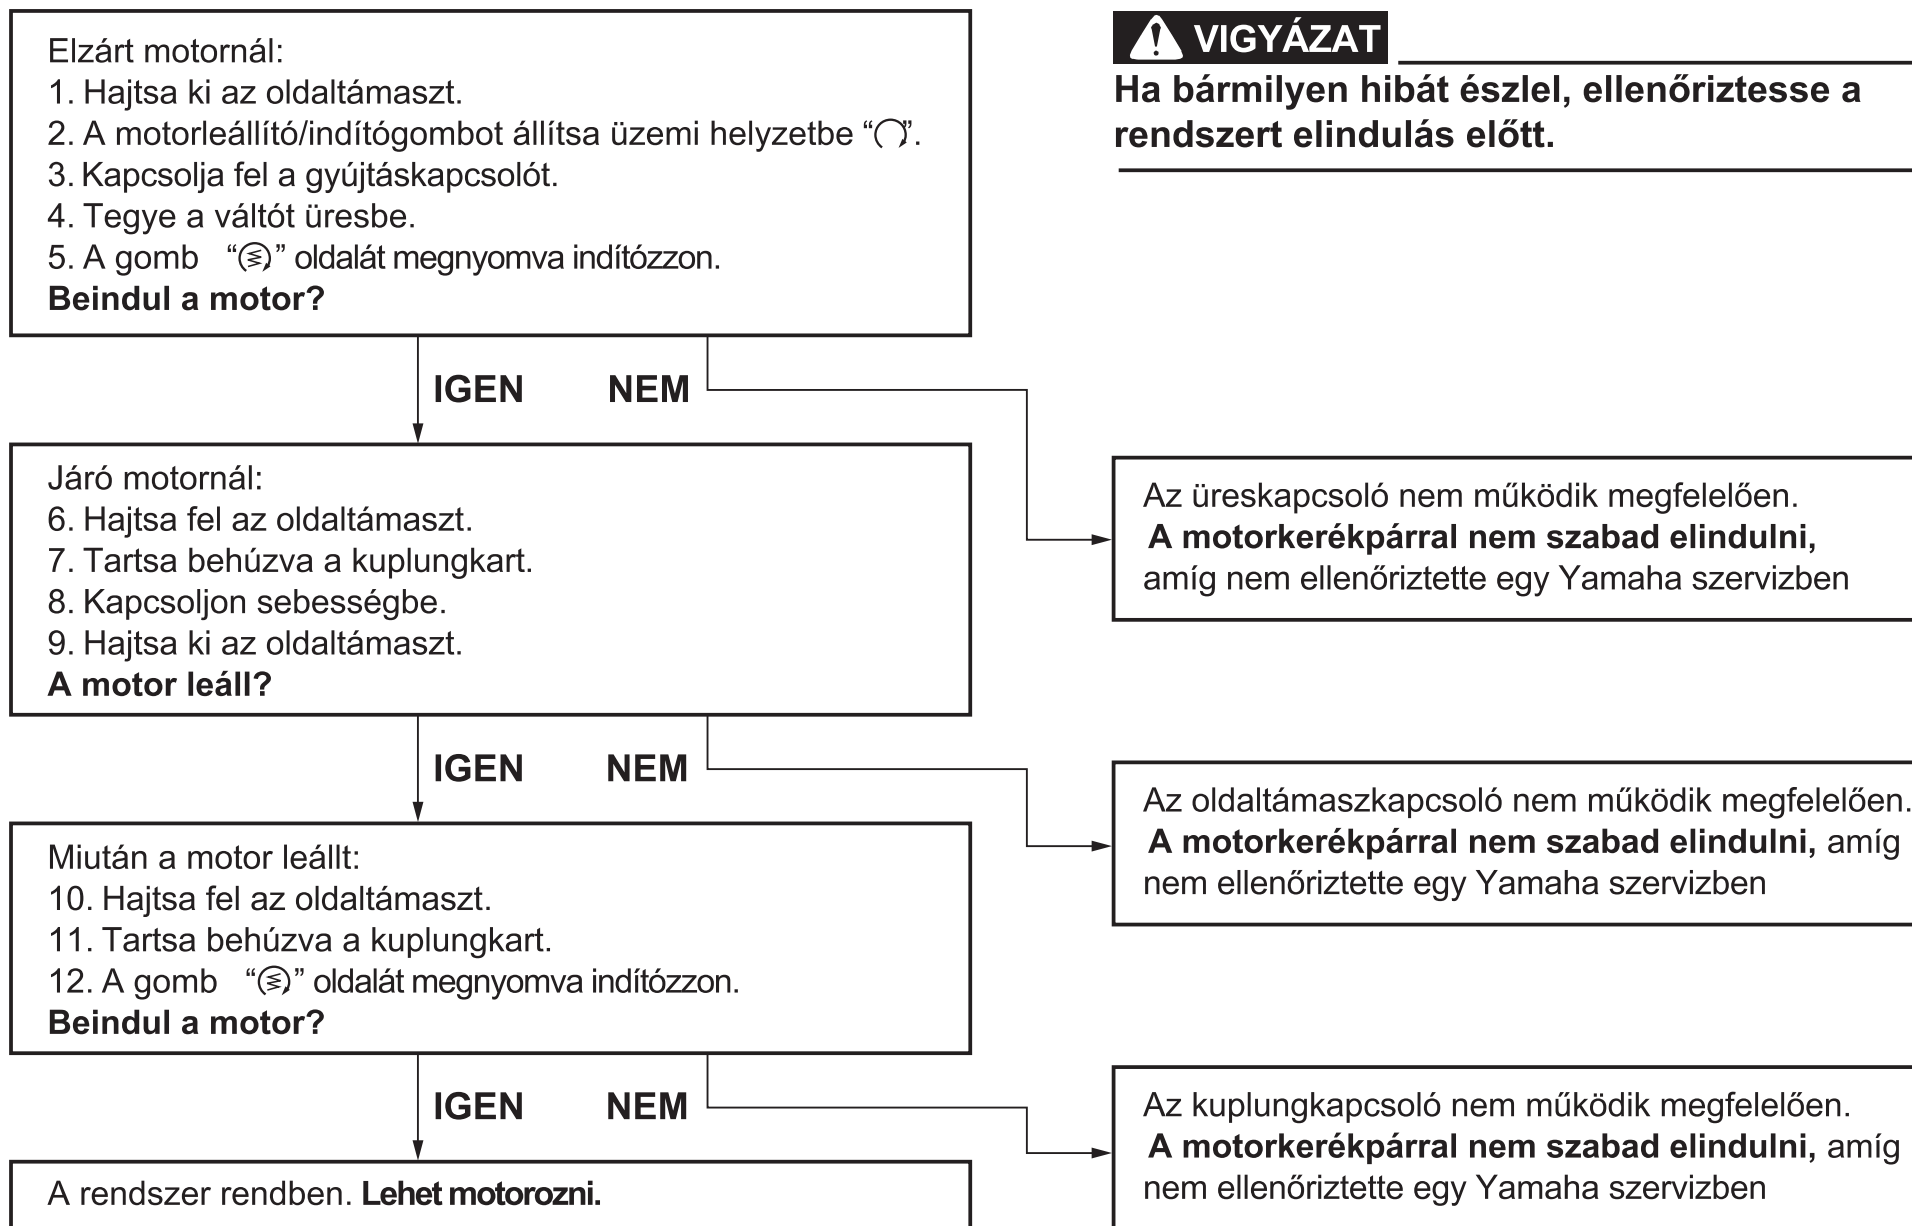 Elzárt motornál:
1. Hajtsa ki az oldaltámaszt.
2. A motorleállító/indítógombot állítsa üzemi helyzetbe “ ”.
3. Kapcsolja fel a gyújtáskapcsolót.
4. Tegye a váltót üresbe.
5. A gomb “ ” oldalát megnyomva indítózzon.
Beindul a motor?
VIGYÁZAT
Ha bármilyen hibát észlel, ellenőriztesse a
rendszert elindulás előtt.
IGEN NEM
Járó motornál:
6. Hajtsa fel az oldaltámaszt.
7. Tartsa behúzva a kuplungkart.
8. Kapcsoljon sebességbe.
9. Hajtsa ki az oldaltámaszt.
A motor leáll?
Az üreskapcsoló nem működik megfelelően.
A motorkerékpárral nem szabad elindulni,
amíg nem ellenőriztette egy Yamaha szervizben
IGEN NEM
Az oldaltámaszkapcsoló nem működik megfelelően.
A motorkerékpárral nem szabad elindulni, amíg
nem ellenőriztette egy Yamaha szervizben
Miután a motor leállt:
10. Hajtsa fel az oldaltámaszt.
11. Tartsa behúzva a kuplungkart.
12. A gomb “ ” oldalát megnyomva indítózzon.
Beindul a motor?
IGEN NEM
Az kuplungkapcsoló nem működik megfelelően.
A motorkerékpárral nem szabad elindulni, amíg
nem ellenőriztette egy Yamaha szervizben
A rendszer rendben. Lehet motorozni.